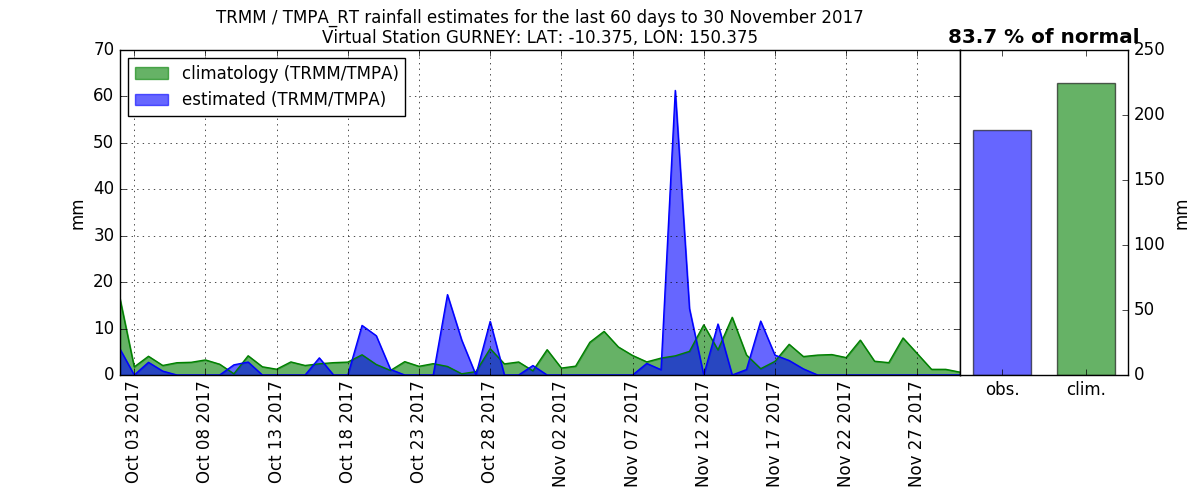 TRMM / TMPA_RT rainfall estimates for the last 60 days to 30 November 2017
Virtual Station GURNEY: LAT: -10.375, LON: 150.375
83.7 % of normal
climatology (TRMM/TMPA)
estimated (TRMM/TMPA)
mm
70
60
50
40
30
20
10
0
Oct 03 2017
Oct 08 2017
Oct 13 2017
Oct 18 2017
Oct 23 2017
Oct 28 2017
Nov 02 2017
Nov 07 2017
Nov 12 2017
Nov 17 2017
Nov 22 2017
Nov 27 2017
obs.
clim.
250
200
150
100
50
0
mm